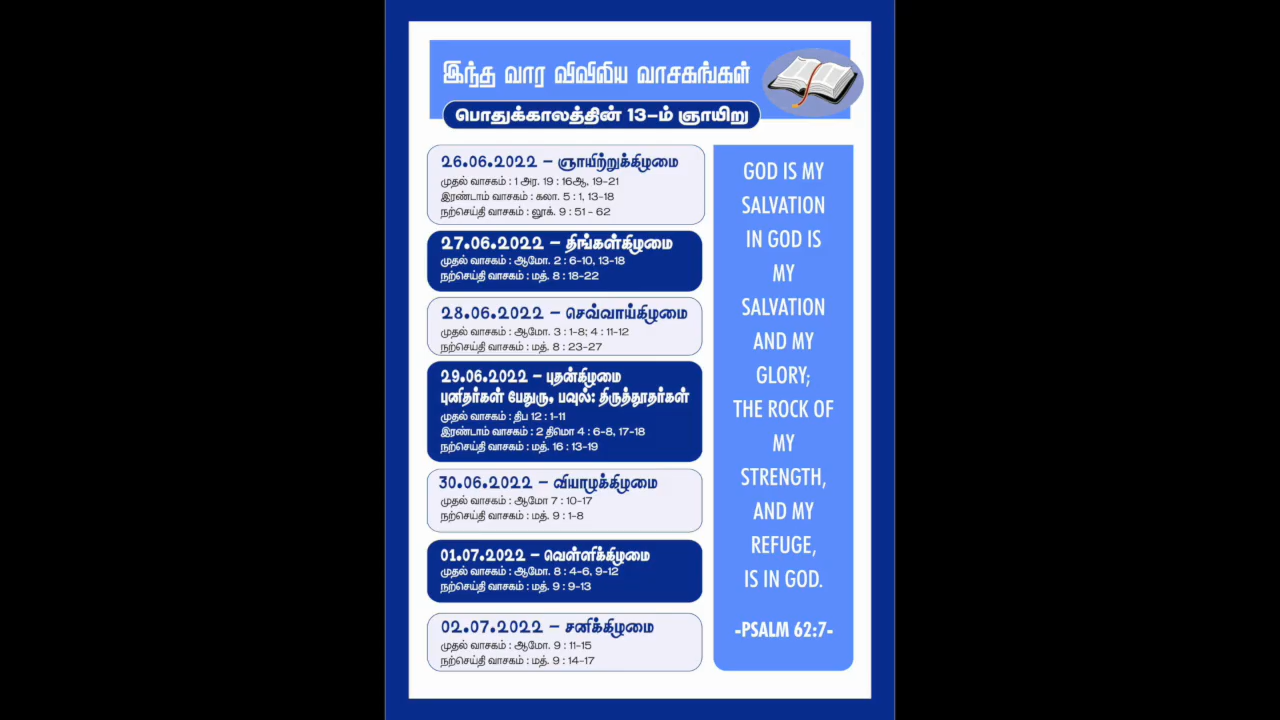 இந்த வார விவிலிய வாசகங்கள்
பொதுக்காலத்தின் 13-ம் ஞாயிறு
26.06.2022 – ஞாயிற்றுக்கிழமை
முதல் வாசகம் : 1 அர. 19 : 16ஆ, 19-21
இரண்டாம் வாசகம் : கலா. 5 : 1, 13-18
நற்செய்தி வாசகம் : லூக். 9 : 51 - 62
27.06.2022 – திங்கள்கிழமை
முதல் வாசகம் : ஆமோ. 2 : 6-10, 13-18
நற்செய்தி வாசகம் : மத். 8 : 18-22
28.06.2022 – செவ்வாய்கிழமை
முதல் வாசகம் : ஆமோ. 3 : 1-8; 4 : 11-12
நற்செய்தி வாசகம் : மத். 8 : 23-27
29.06.2022 – புதன்கிழமை
புனிதர்கள் பேதுரு, பவுல்: திருத்தூதர்கள்
முதல் வாசகம் : திப 12 : 1-11
இரண்டாம் வாசகம் : 2 திமொ 4 : 6-8, 17-18
நற்செய்தி வாசகம் : மத். 16 : 13-19
30.06.2022 – வியாழக்கிழமை
முதல் வாசகம் : ஆமோ 7 : 10-17
நற்செய்தி வாசகம் : மத். 9 : 1-8
01.07.2022 – வெள்ளிக்கிழமை
முதல் வாசகம் : ஆமோ. 8 : 4-6, 9-12
நற்செய்தி வாசகம் : மத். 9 : 9-13
02.07.2022 – சனிக்கிழமை
முதல் வாசகம் : ஆமோ. 9 : 11-15
நற்செய்தி வாசகம் : மத். 9 : 14-17
GOD IS MY
SALVATION
IN GOD IS
MY
SALVATION
AND MY
GLORY;
THE ROCK OF
MY
STRENGTH,
AND MY
REFUGE,
IS IN GOD.
-PSALM 62:7-